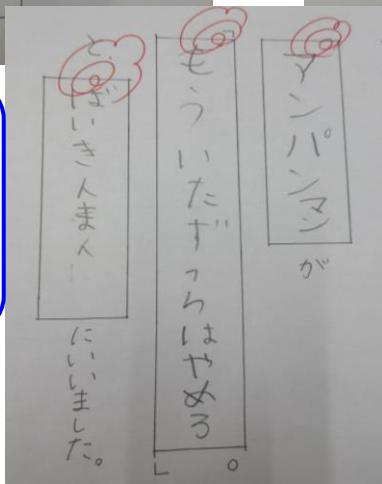 アンパンマンが
「もういたずらはやめろ。」
とばいきんまんにいいました。